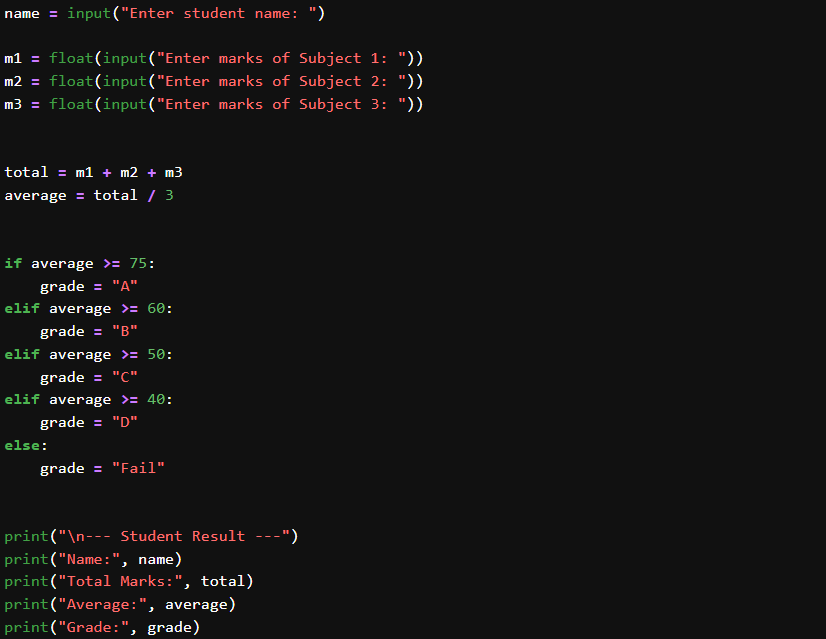 name = input("Enter student name: ")
m1 = float(input("Enter marks of Subject 1: "))
m2 = float(input("Enter marks of Subject 2: "))
m3 = float(input("Enter marks of Subject 3: "))
total = m1 + m2 + m3
average = total / 3
if average >= 75:
    grade = "A"
elif average >= 60:
    grade = "B"
elif average >= 50:
    grade = "C"
elif average >= 40:
    grade = "D"
else:
    grade = "Fail"
print("\n--- Student Result ---")
print("Name:", name)
print("Total Marks:", total)
print("Average:", average)
print("Grade:", grade)